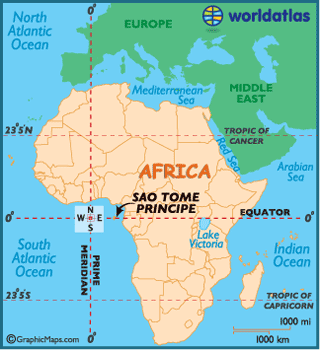 0°
North
Atlantic
Ocean
EUROPE
worldatlas
Mediterranean
Sea
MIDDLE
EAST
23°5'N
TROPIC OF
CANCER
Red Sea
AFRICA
Arabian
Sea
SAO TOME
PRINCIPE
N
W E
S
0°
EQUATOR
0°
Lake
Victoria
South
Atlantic
Ocean
PRIME
MERIDIAN
Indian
Ocean
23°5'S
TROPIC OF
CAPRICORN
1000 mi
1000 km
©GraphicMaps.com
0°